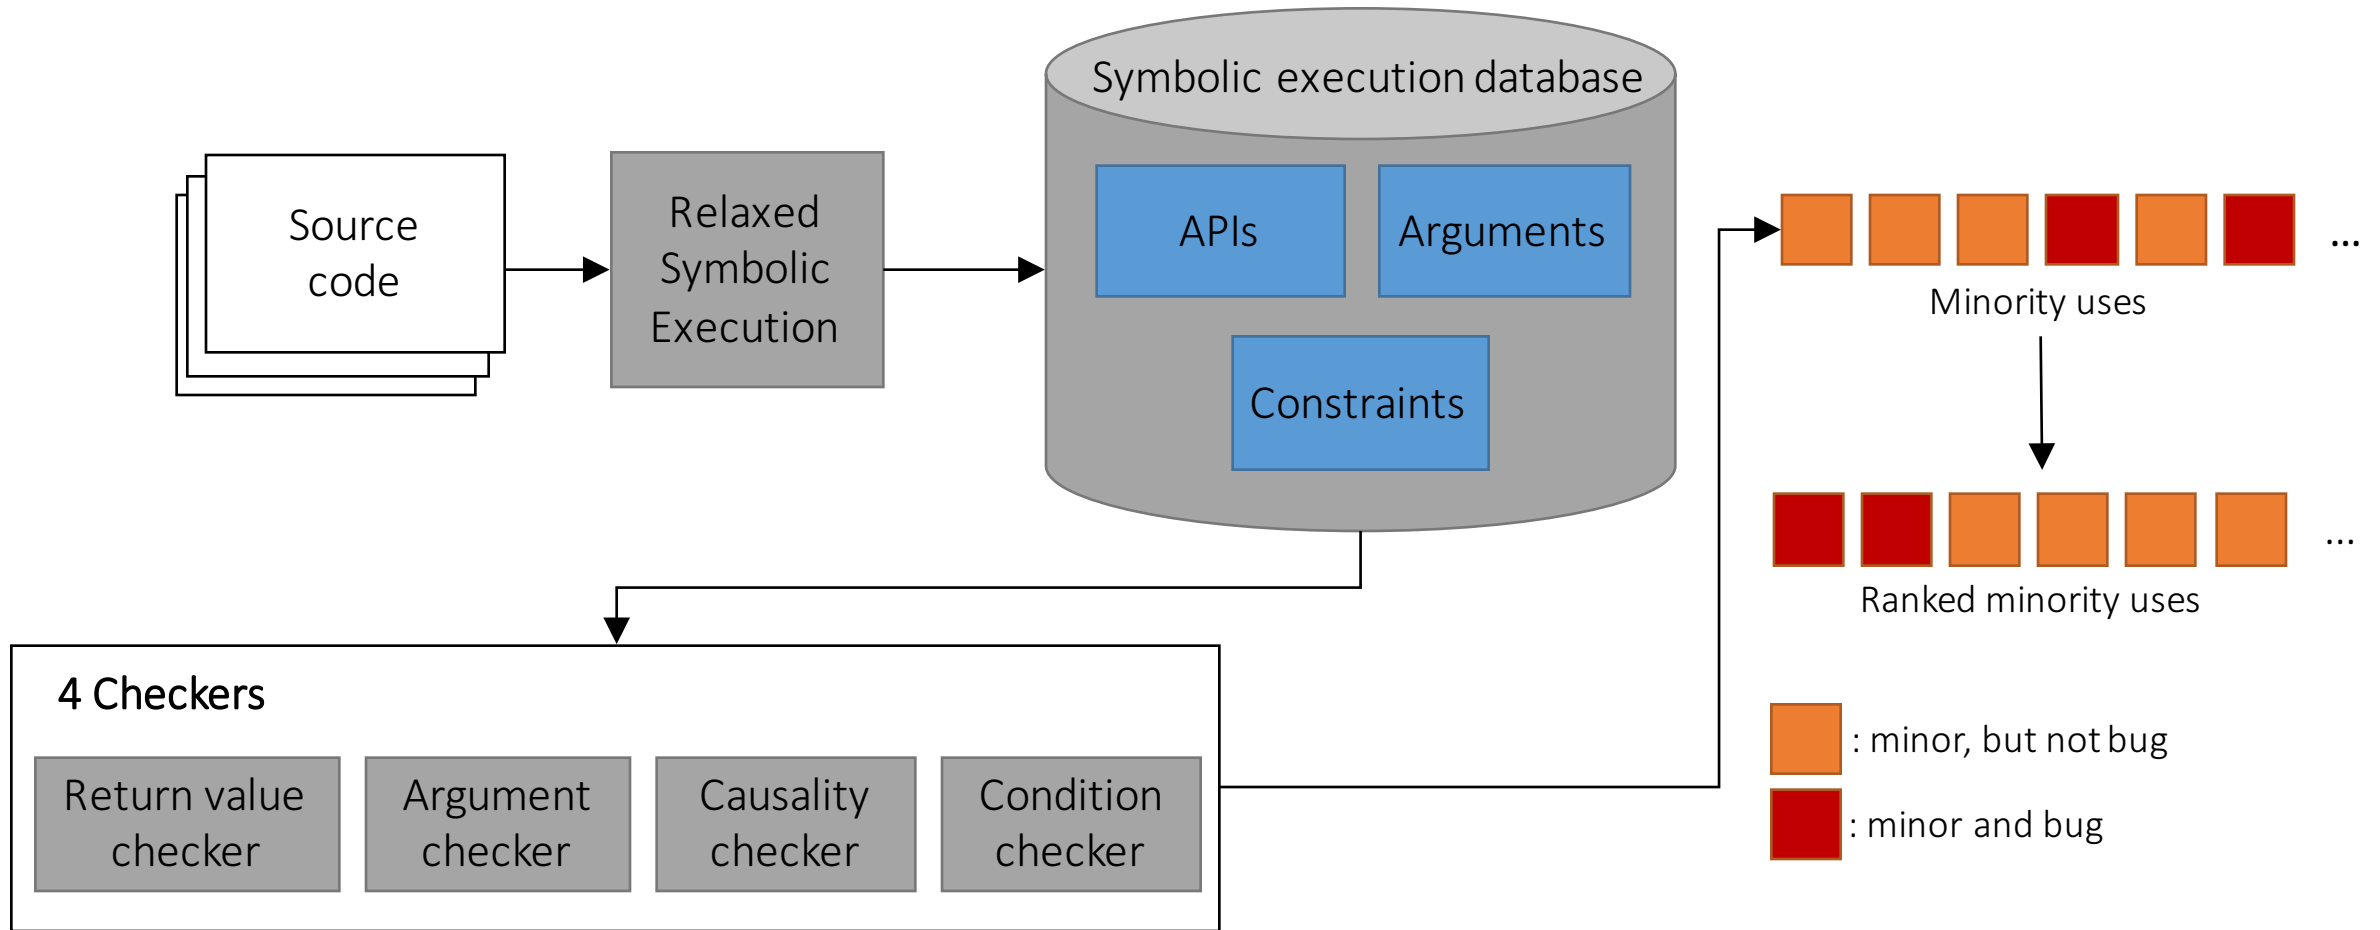 Symbolic execution database
Source
code
Relaxed
Symbolic
Execution
APIs
Arguments
Constraints
...
Minority uses
...
Ranked minority uses
4 Checkers
Return value
checker
Argument
checker
Causality
checker
Condition
checker
: minor, but not bug
: minor and bug